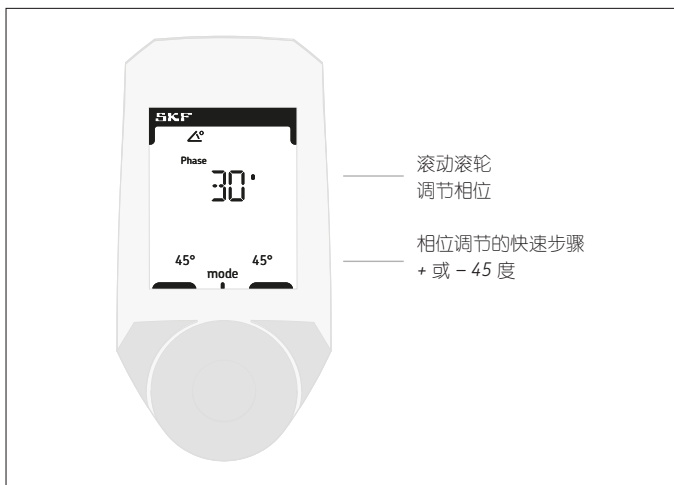 SKF
Phase
30°
45° 45°
mode
滚动滚轮
调节相位
相位调节的快速步骤
+ 或 – 45 度